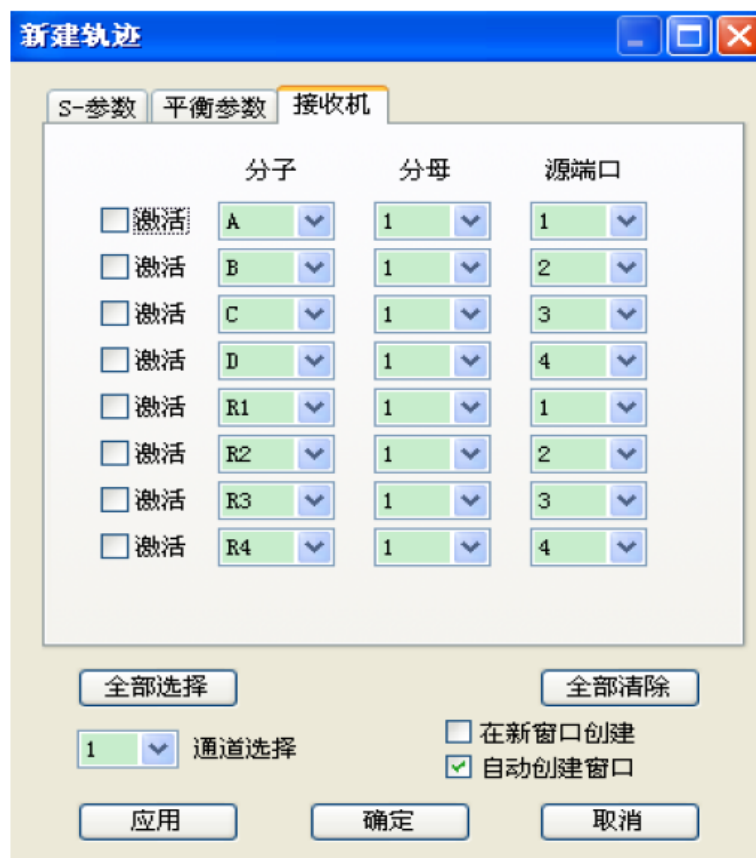 新建轨迹
S-参数 平衡参数 接收机
分子 分母 源端口
激活 A 1 1
激活 B 1 2
激活 C 1 3
激活 D 1 4
激活 R1 1 1
激活 R2 1 2
激活 R3 1 3
激活 R4 1 4
全部选择 全部清除
1 通道选择 在新窗口创建
自动创建窗口
应用 确定 取消